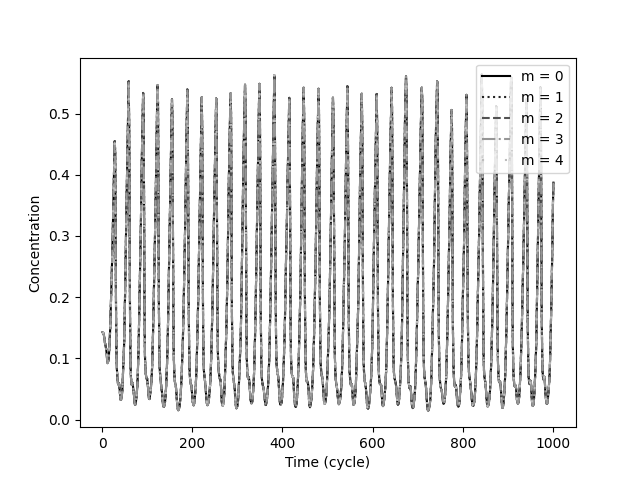 m = 0
m = 1
m = 2
m = 3
m = 4
0.5
0.4
0.3
0.2
0.1
0.0
Concentration
0 200 400 600 800 1000
Time (cycle)